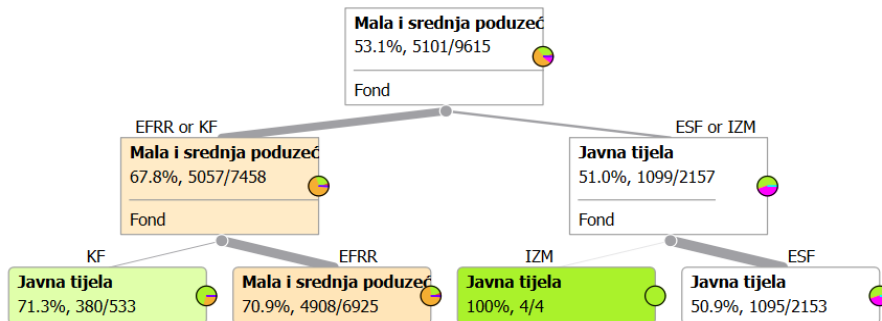 Mala i srednja poduzeć
53.1%, 5101/9615
Fond
EFRR or KF
ESF or IZM
Mala i srednja poduzeć
67.8%, 5057/7458
Fond
Javna tijela
51.0%, 1099/2157
Fond
KF
EFRR
IZM
ESF
Javna tijela
71.3%, 380/533
Mala i srednja poduzeć
70.9%, 4908/6925
Javna tijela
100%, 4/4
Javna tijela
50.9%, 1095/2153